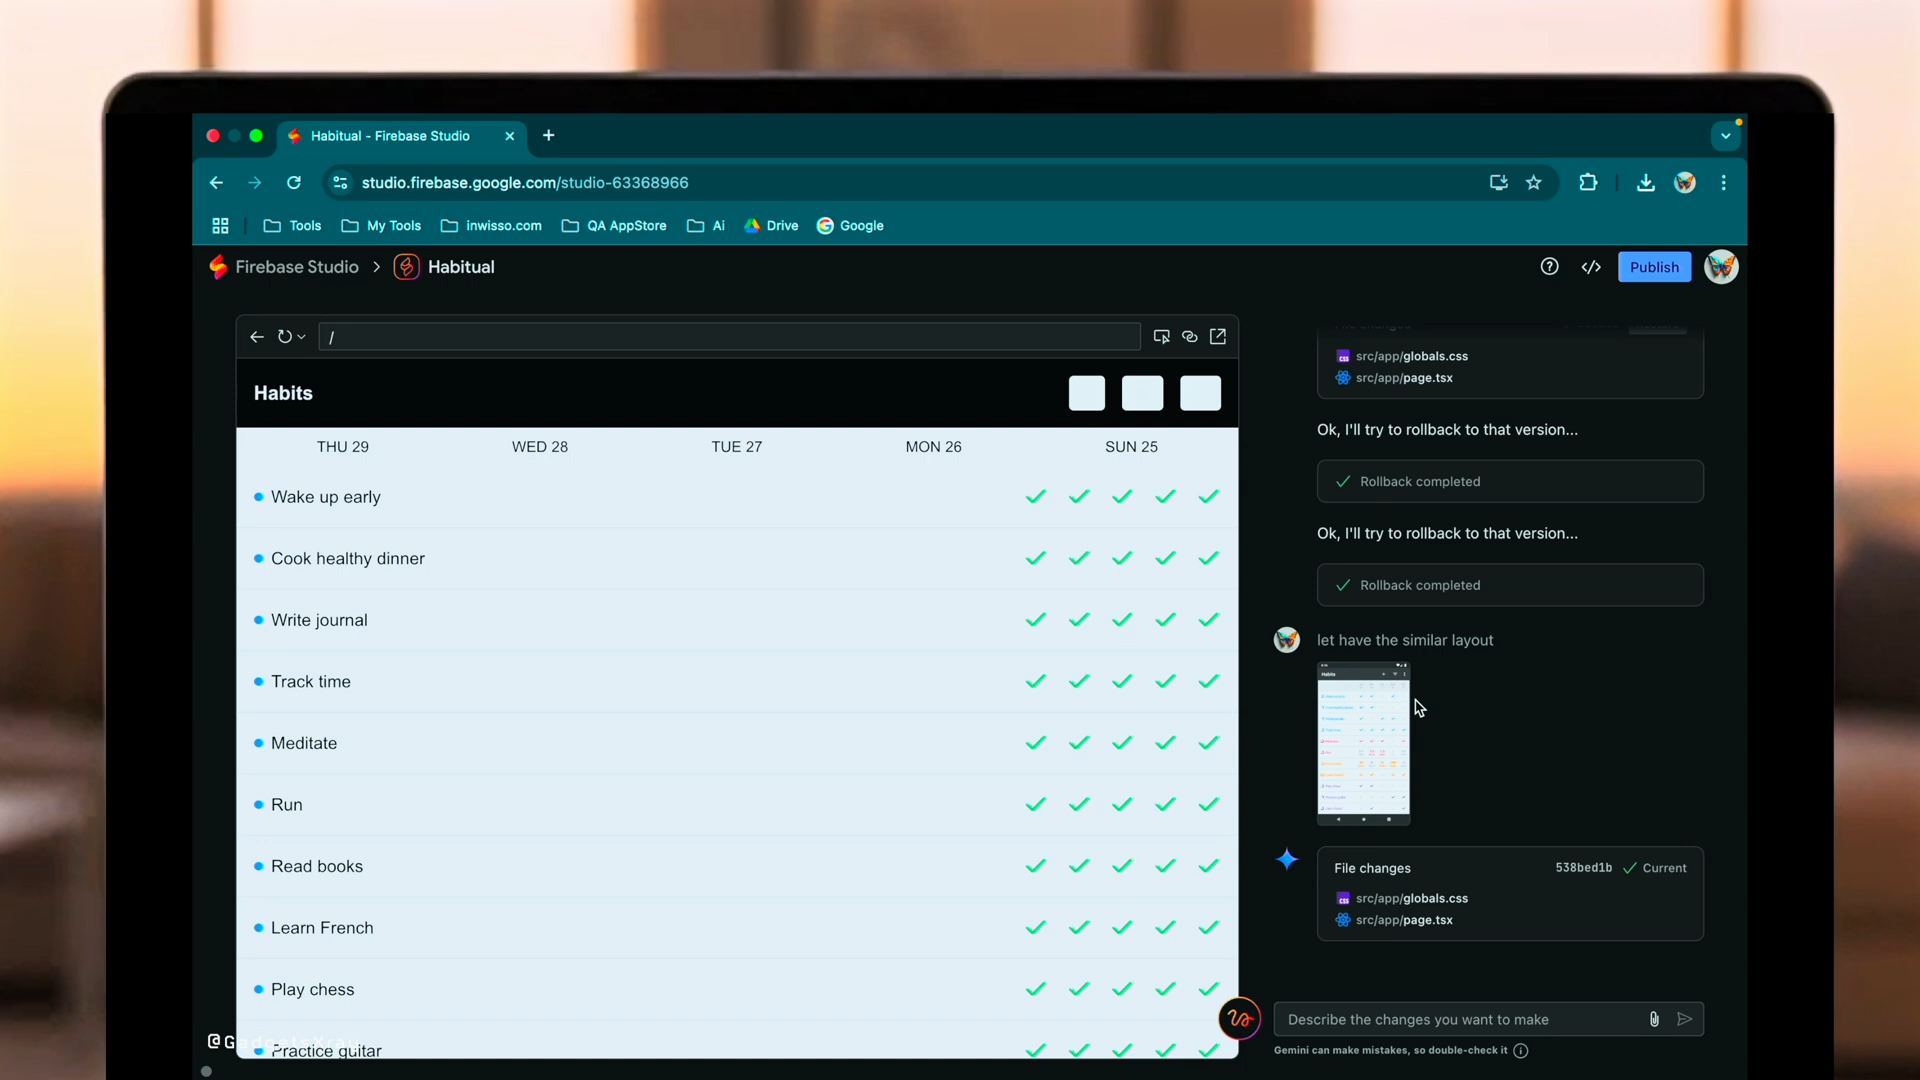 Habitual - Firebase Studio
studio.firebase.google.com/studio-63368966
Tools
My Tools
inwisso.com
QA AppStore
Ai
Drive
Google
Firebase Studio
Habitual
Publish
/
Habits
THU 29
WED 28
TUE 27
MON 26
SUN 25
Wake up early
Cook healthy dinner
Write journal
Track time
Meditate
Run
Read books
Learn French
Play chess
Practice guitar
src/app/globals.css
src/app/page.tsx
Ok, I'll try to rollback to that version...
Rollback completed
Ok, I'll try to rollback to that version...
Rollback completed
let have the similar layout
Habits
File changes
538bed1b
Current
src/app/globals.css
src/app/page.tsx
Describe the changes you want to make
Gemini can make mistakes, so double-check it